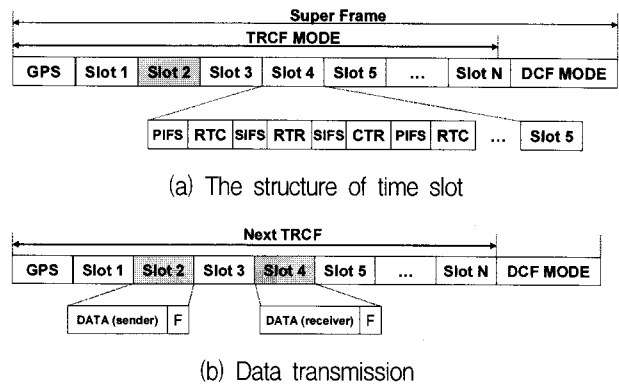 Super Frame
TRCF MODE
GPS Slot 1 Slot 2 Slot 3 Slot 4 Slot 5 ... Slot N DCF MODE
PIFS RTC SIFS RTR SIFS CTR PIFS RTC ... Slot 5
(a) The structure of time slot
Next TRCF
GPS Slot 1 Slot 2 Slot 3 Slot 4 Slot 5 ... Slot N DCF MODE
DATA (sender) F DATA (receiver) F
(b) Data transmission